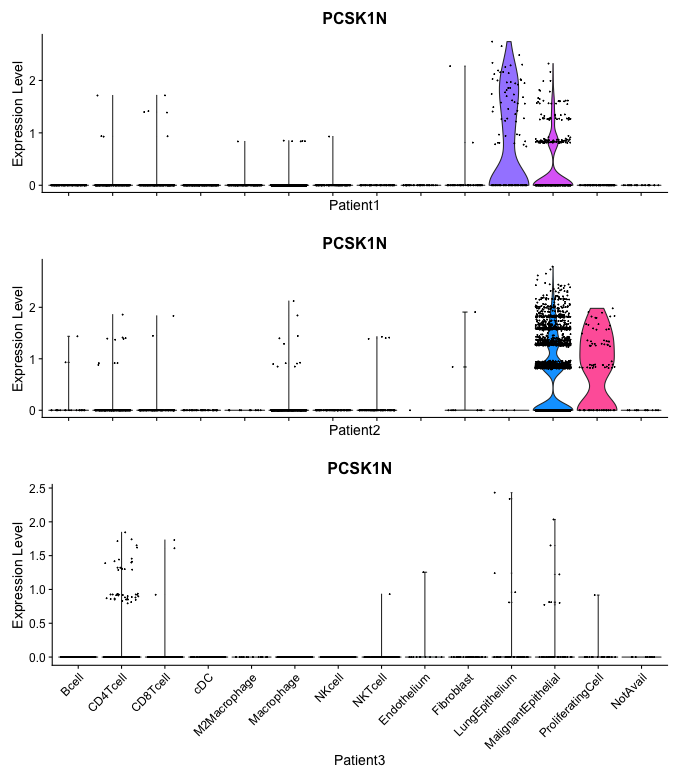 PCSK1N
Expression Level
2
1
0
Patient1
PCSK1N
Expression Level
2
1
0
Patient2
PCSK1N
Expression Level
2.5
2.0
1.5
1.0
0.5
0.0
Bcell
CD4Tcell
CD8Tcell
cDC
M2Macrophage
Macrophage
NKcell
NKTcell
Endothelium
Fibroblast
LungEpithelium
MalignantEpithelial
ProliferatingCell
NotAvail
Patient3